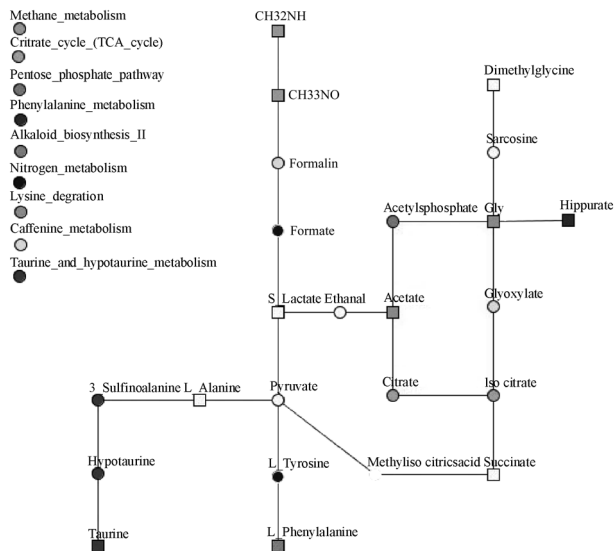 Methane_metabolism
Critrate_cycle_(TCA_cycle)
Pentose_phosphate_pathway
Phenylalanine_metabolism
Alkaloid_biosynthesis_II
Nitrogen_metabolism
Lysine_degration
Caffenine_metabolism
Taurine_and_hypotaurine_metabolism
CH32NH
CH33NO
Formalin
Formate
Dimethylglycine
Sarcosine
Acetylsphosphate
Gly
Hippurate
S_Lactate
Ethanal
Acetate
Glyoxylate
3_Sulfinoalanine
L_Alanine
Pyruvate
Citrate
Iso citrate
Hypotaurine
L_Tyrosine
Methyliso citricsacid
Succinate
Taurine
L_Phenylalanine